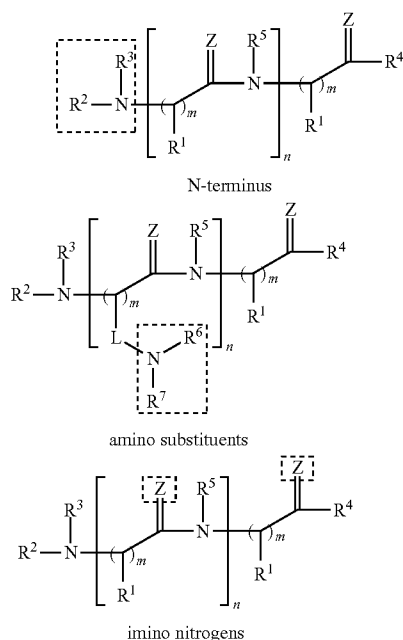 Z R⁵ Z
R³ R⁴
R² N ( )m N ( )m
R¹ R¹
n
N-terminus
Z R⁵ Z
R³ R⁴
R² N ( )m N ( )m
L R⁶ R¹
N n
R⁷
amino substituents
Z R⁵ Z
R³ R⁴
R² N ( )m N ( )m
R¹ R¹
n
imino nitrogens